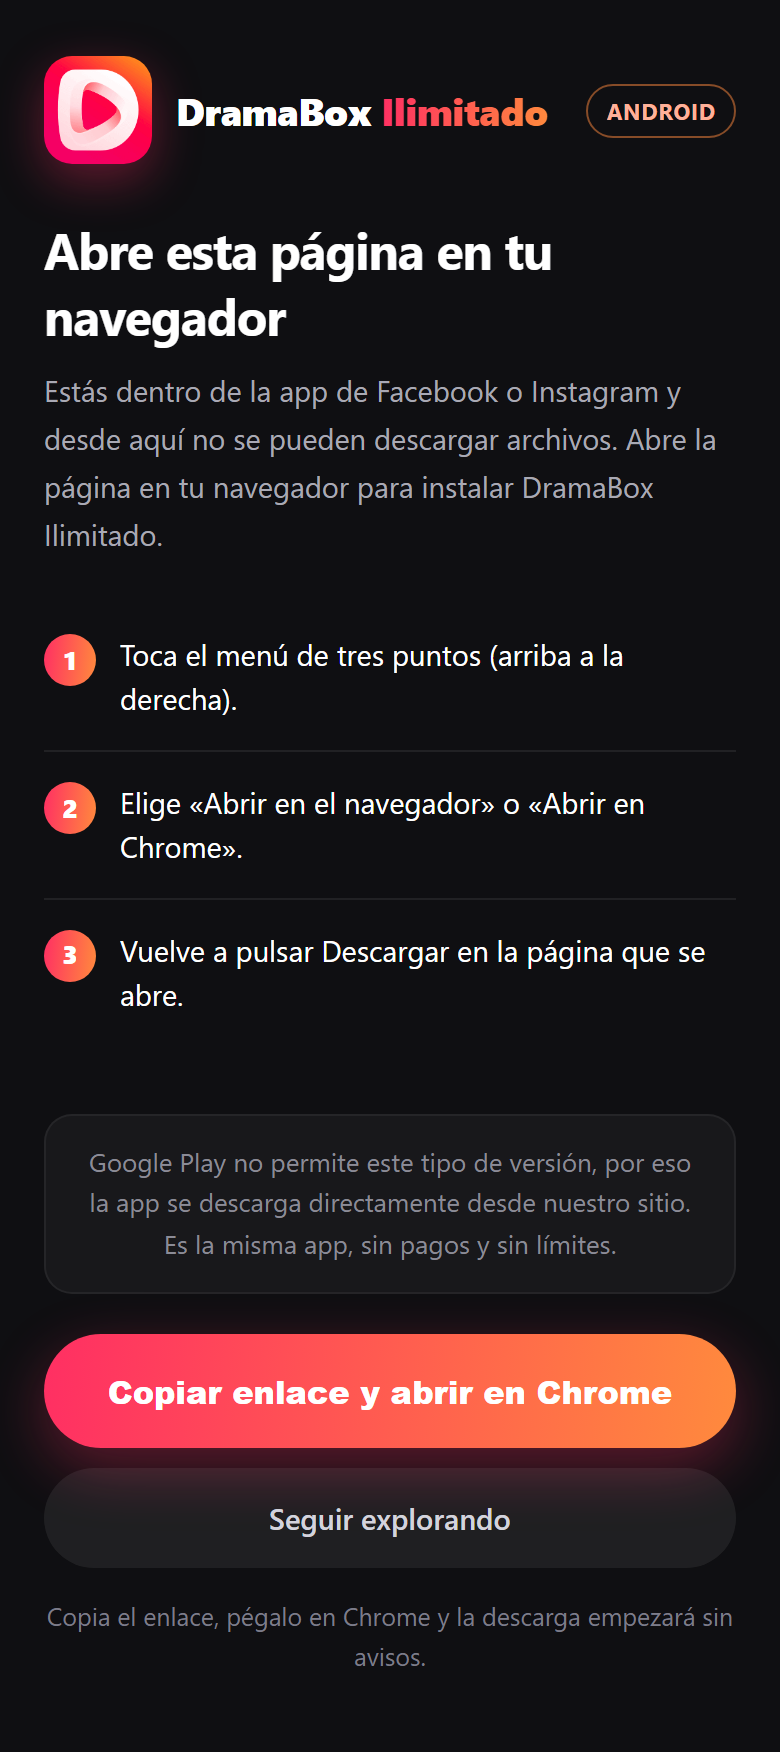 DramaBox Ilimitado
ANDROID
Abre esta página en tu
navegador
Estás dentro de la app de Facebook o Instagram y
desde aquí no se pueden descargar archivos. Abre la
página en tu navegador para instalar DramaBox
Ilimitado.
1 Toca el menú de tres puntos (arriba a la
derecha).
2 Elige «Abrir en el navegador» o «Abrir en
Chrome».
3 Vuelve a pulsar Descargar en la página que se
abre.
Google Play no permite este tipo de versión, por eso
la app se descarga directamente desde nuestro sitio.
Es la misma app, sin pagos y sin límites.
Copiar enlace y abrir en Chrome
Seguir explorando
Copia el enlace, pégalo en Chrome y la descarga empezará sin
avisos.